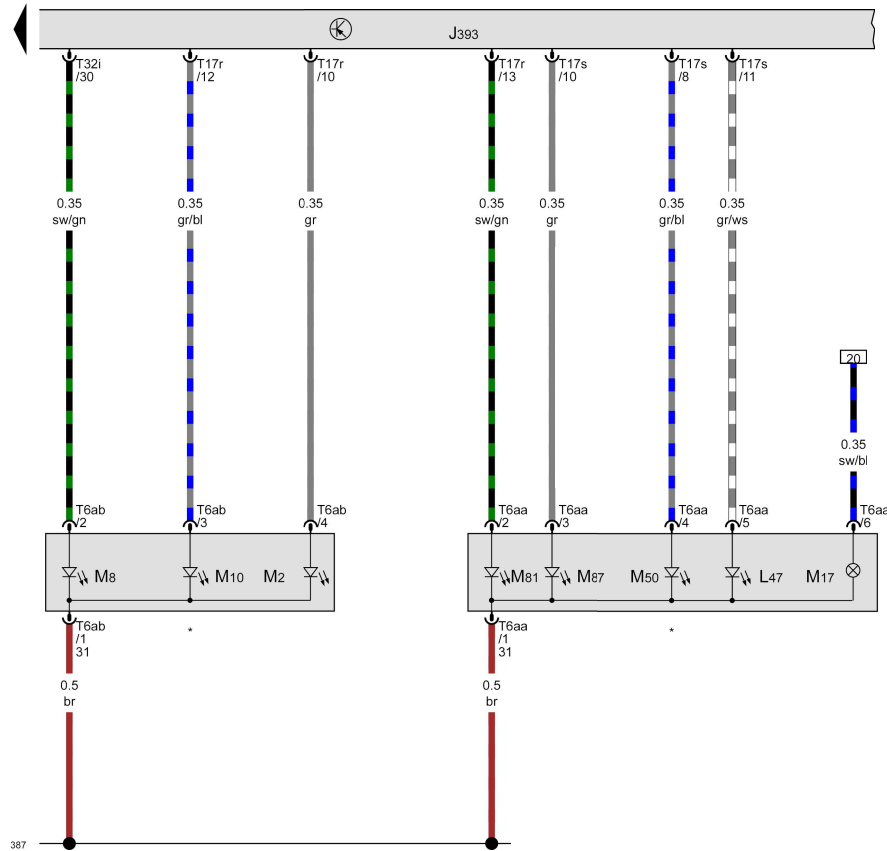 J393
T32i T17r T17r T17r T17s T17s T17s
/30 /12 /10 /13 /10 /8 /11
0.35 0.35 0.35 0.35 0.35 0.35 0.35
sw/gn gr/bl gr sw/gn gr gr/bl gr/ws
20
0.35
sw/bl
T6ab T6ab T6ab T6aa T6aa T6aa T6aa T6aa
/2 /3 /4 /2 /3 /4 /5 /6
M8 M10 M2 M81 M87 M50 L47 M17
T6ab * T6aa *
/1 /1
31 31
0.5 0.5
br br
387